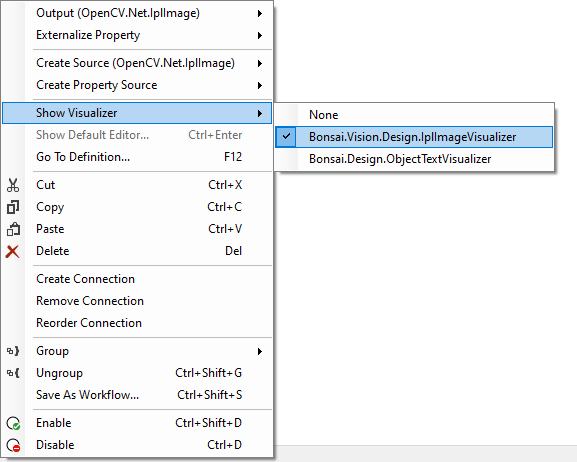 Output (OpenCV.Net.IplImage)
Externalize Property
Create Source (OpenCV.Net.IplImage)
Create Property Source
Show Visualizer
None
Bonsai.Vision.Design.IplImageVisualizer
Bonsai.Design.ObjectTextVisualizer
Show Default Editor... Ctrl+Enter
Go To Definition... F12
Cut Ctrl+X
Copy Ctrl+C
Paste Ctrl+V
Delete Del
Create Connection
Remove Connection
Reorder Connection
Group
Ungroup Ctrl+Shift+G
Save As Workflow... Ctrl+Shift+S
Enable Ctrl+Shift+D
Disable Ctrl+D